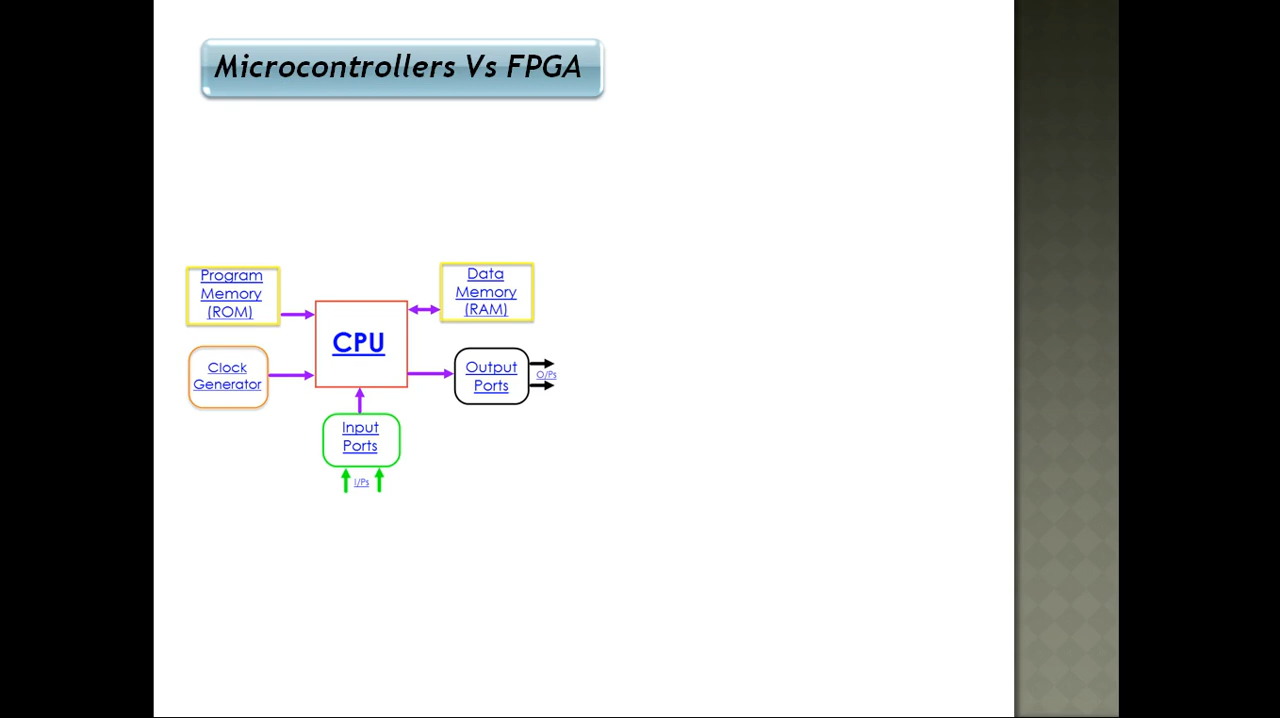 Microcontrollers Vs FPGA
Program
Memory
(ROM)
Data
Memory
(RAM)
CPU
Clock
Generator
Output
Ports
O/Ps
Input
Ports
I/Ps